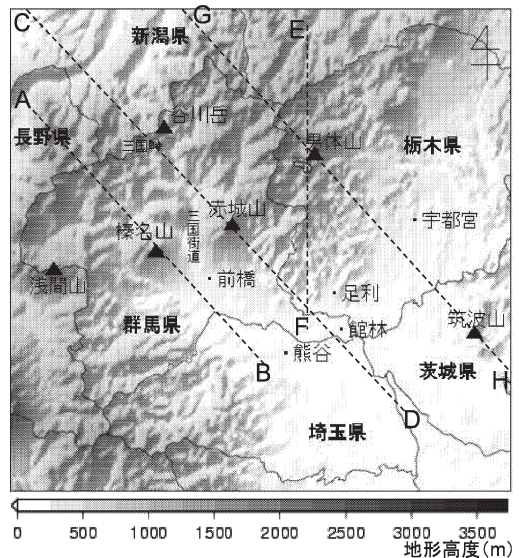 C
G
新潟県
E
谷川岳
A
長野県
三国峠
男体山
栃木県
三国街道
赤城山
宇都宮
榛名山
前橋
浅間山
足利
F
館林
筑波山
群馬県
熊谷
B
茨城県
H
D
埼玉県
0 500 1000 1500 2000 2500 3000 3500
地形高度(m)